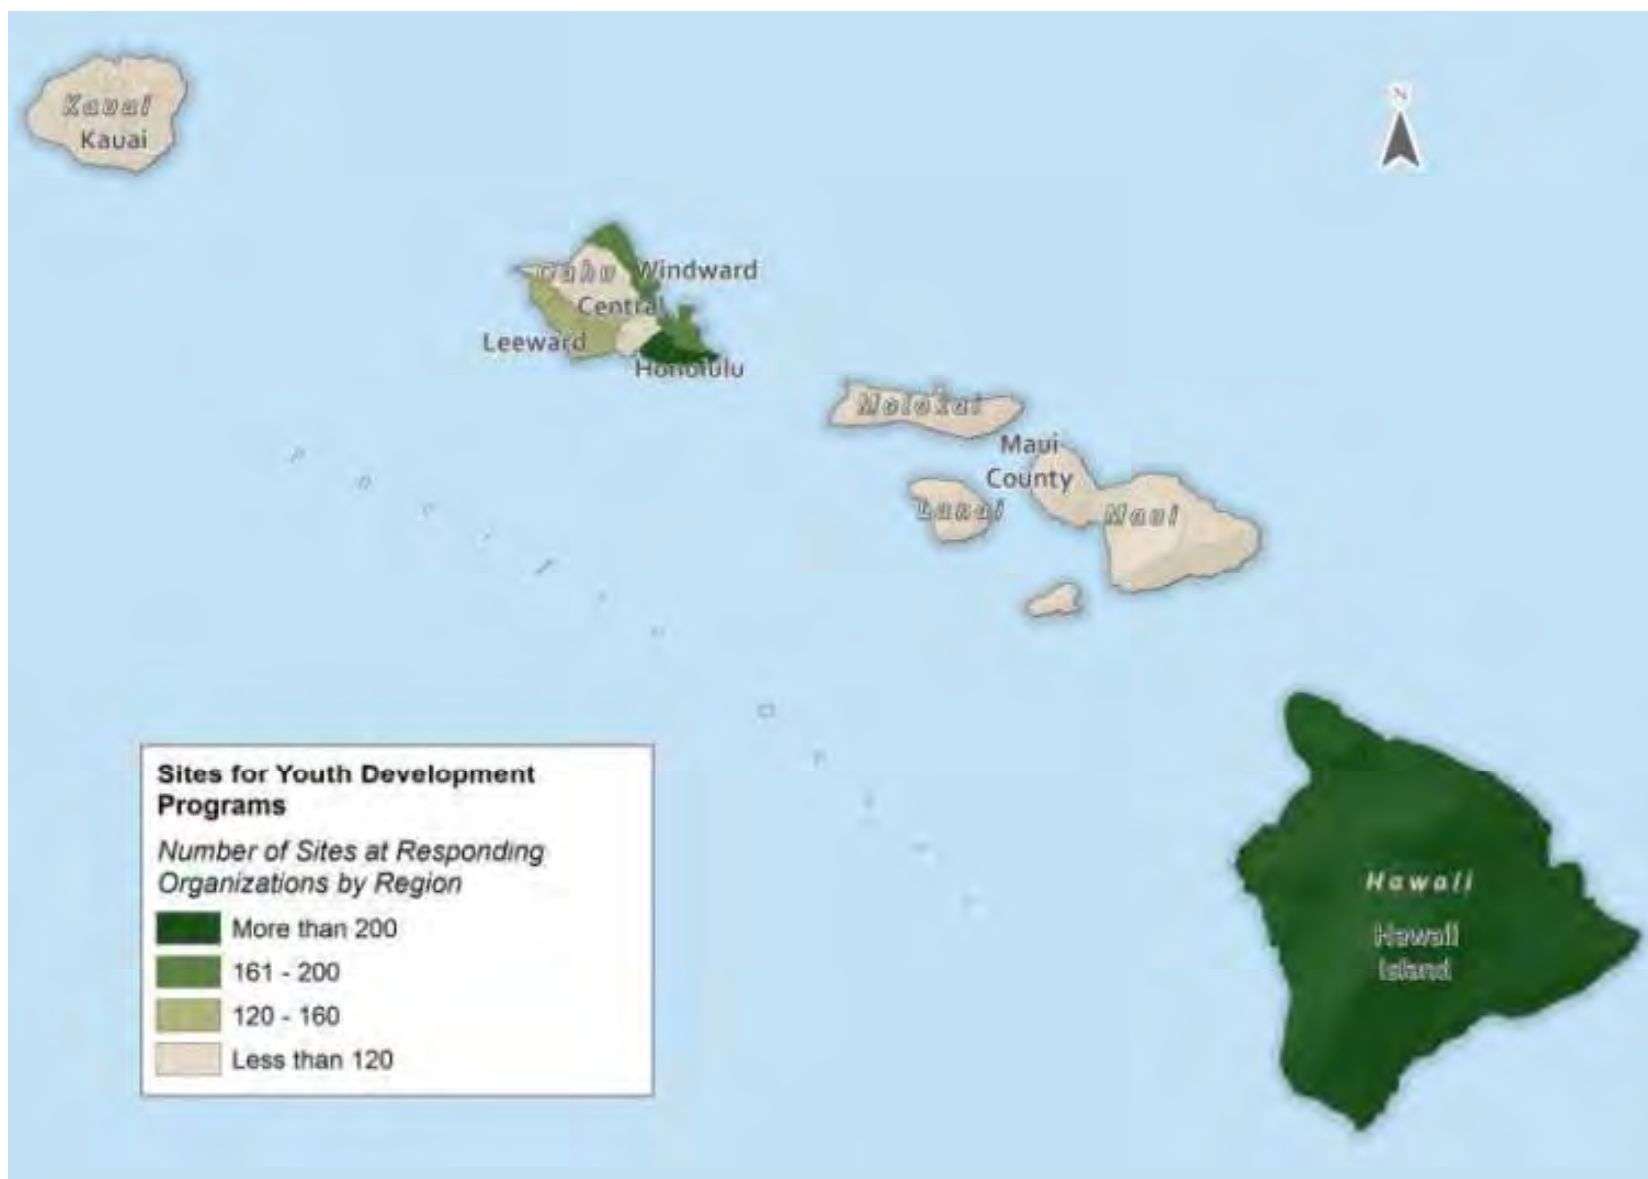 N
Kauai
Kauai
Oahu
Windward
Central
Leeward
Honolulu
Molokai
Maui
County
Lanai
Maui
Hawaii
Hawaii
Island
Sites for Youth Development
Programs
Number of Sites at Responding
Organizations by Region
More than 200
161 - 200
120 - 160
Less than 120